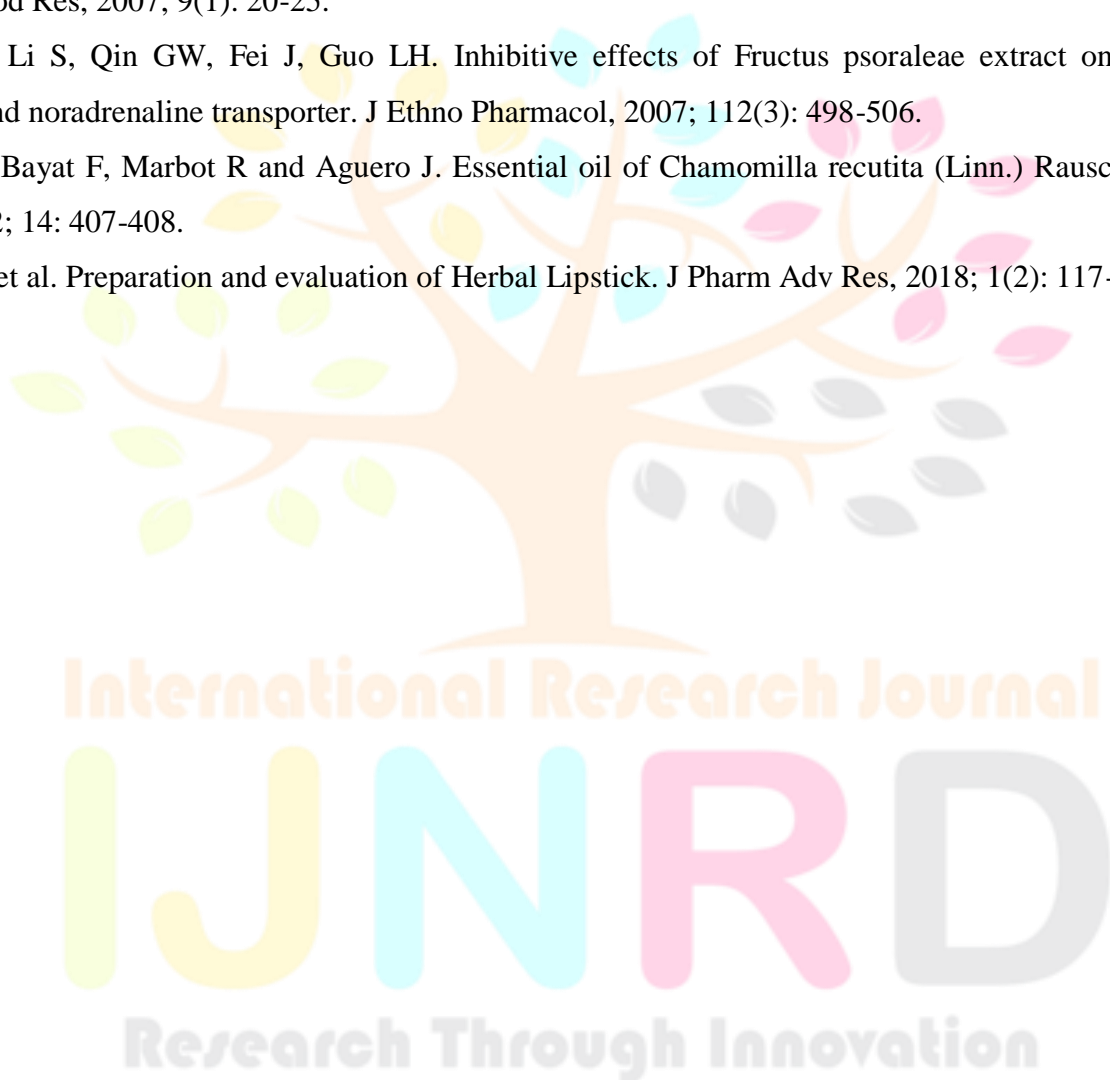 od Res, 2007; 9(1): 20-25.
Li S, Qin GW, Fei J, Guo LH. Inhibitive effects of Fructus psoraleae extract on
nd noradrenaline transporter. J Ethno Pharmacol, 2007; 112(3): 498-506.
Bayat F, Marbot R and Aguero J. Essential oil of Chamomilla recutita (Linn.) Rausc
2; 14: 407-408.
et al. Preparation and evaluation of Herbal Lipstick. J Pharm Adv Res, 2018; 1(2): 117-
International Research Journal
IJNRD
Research Through Innovation